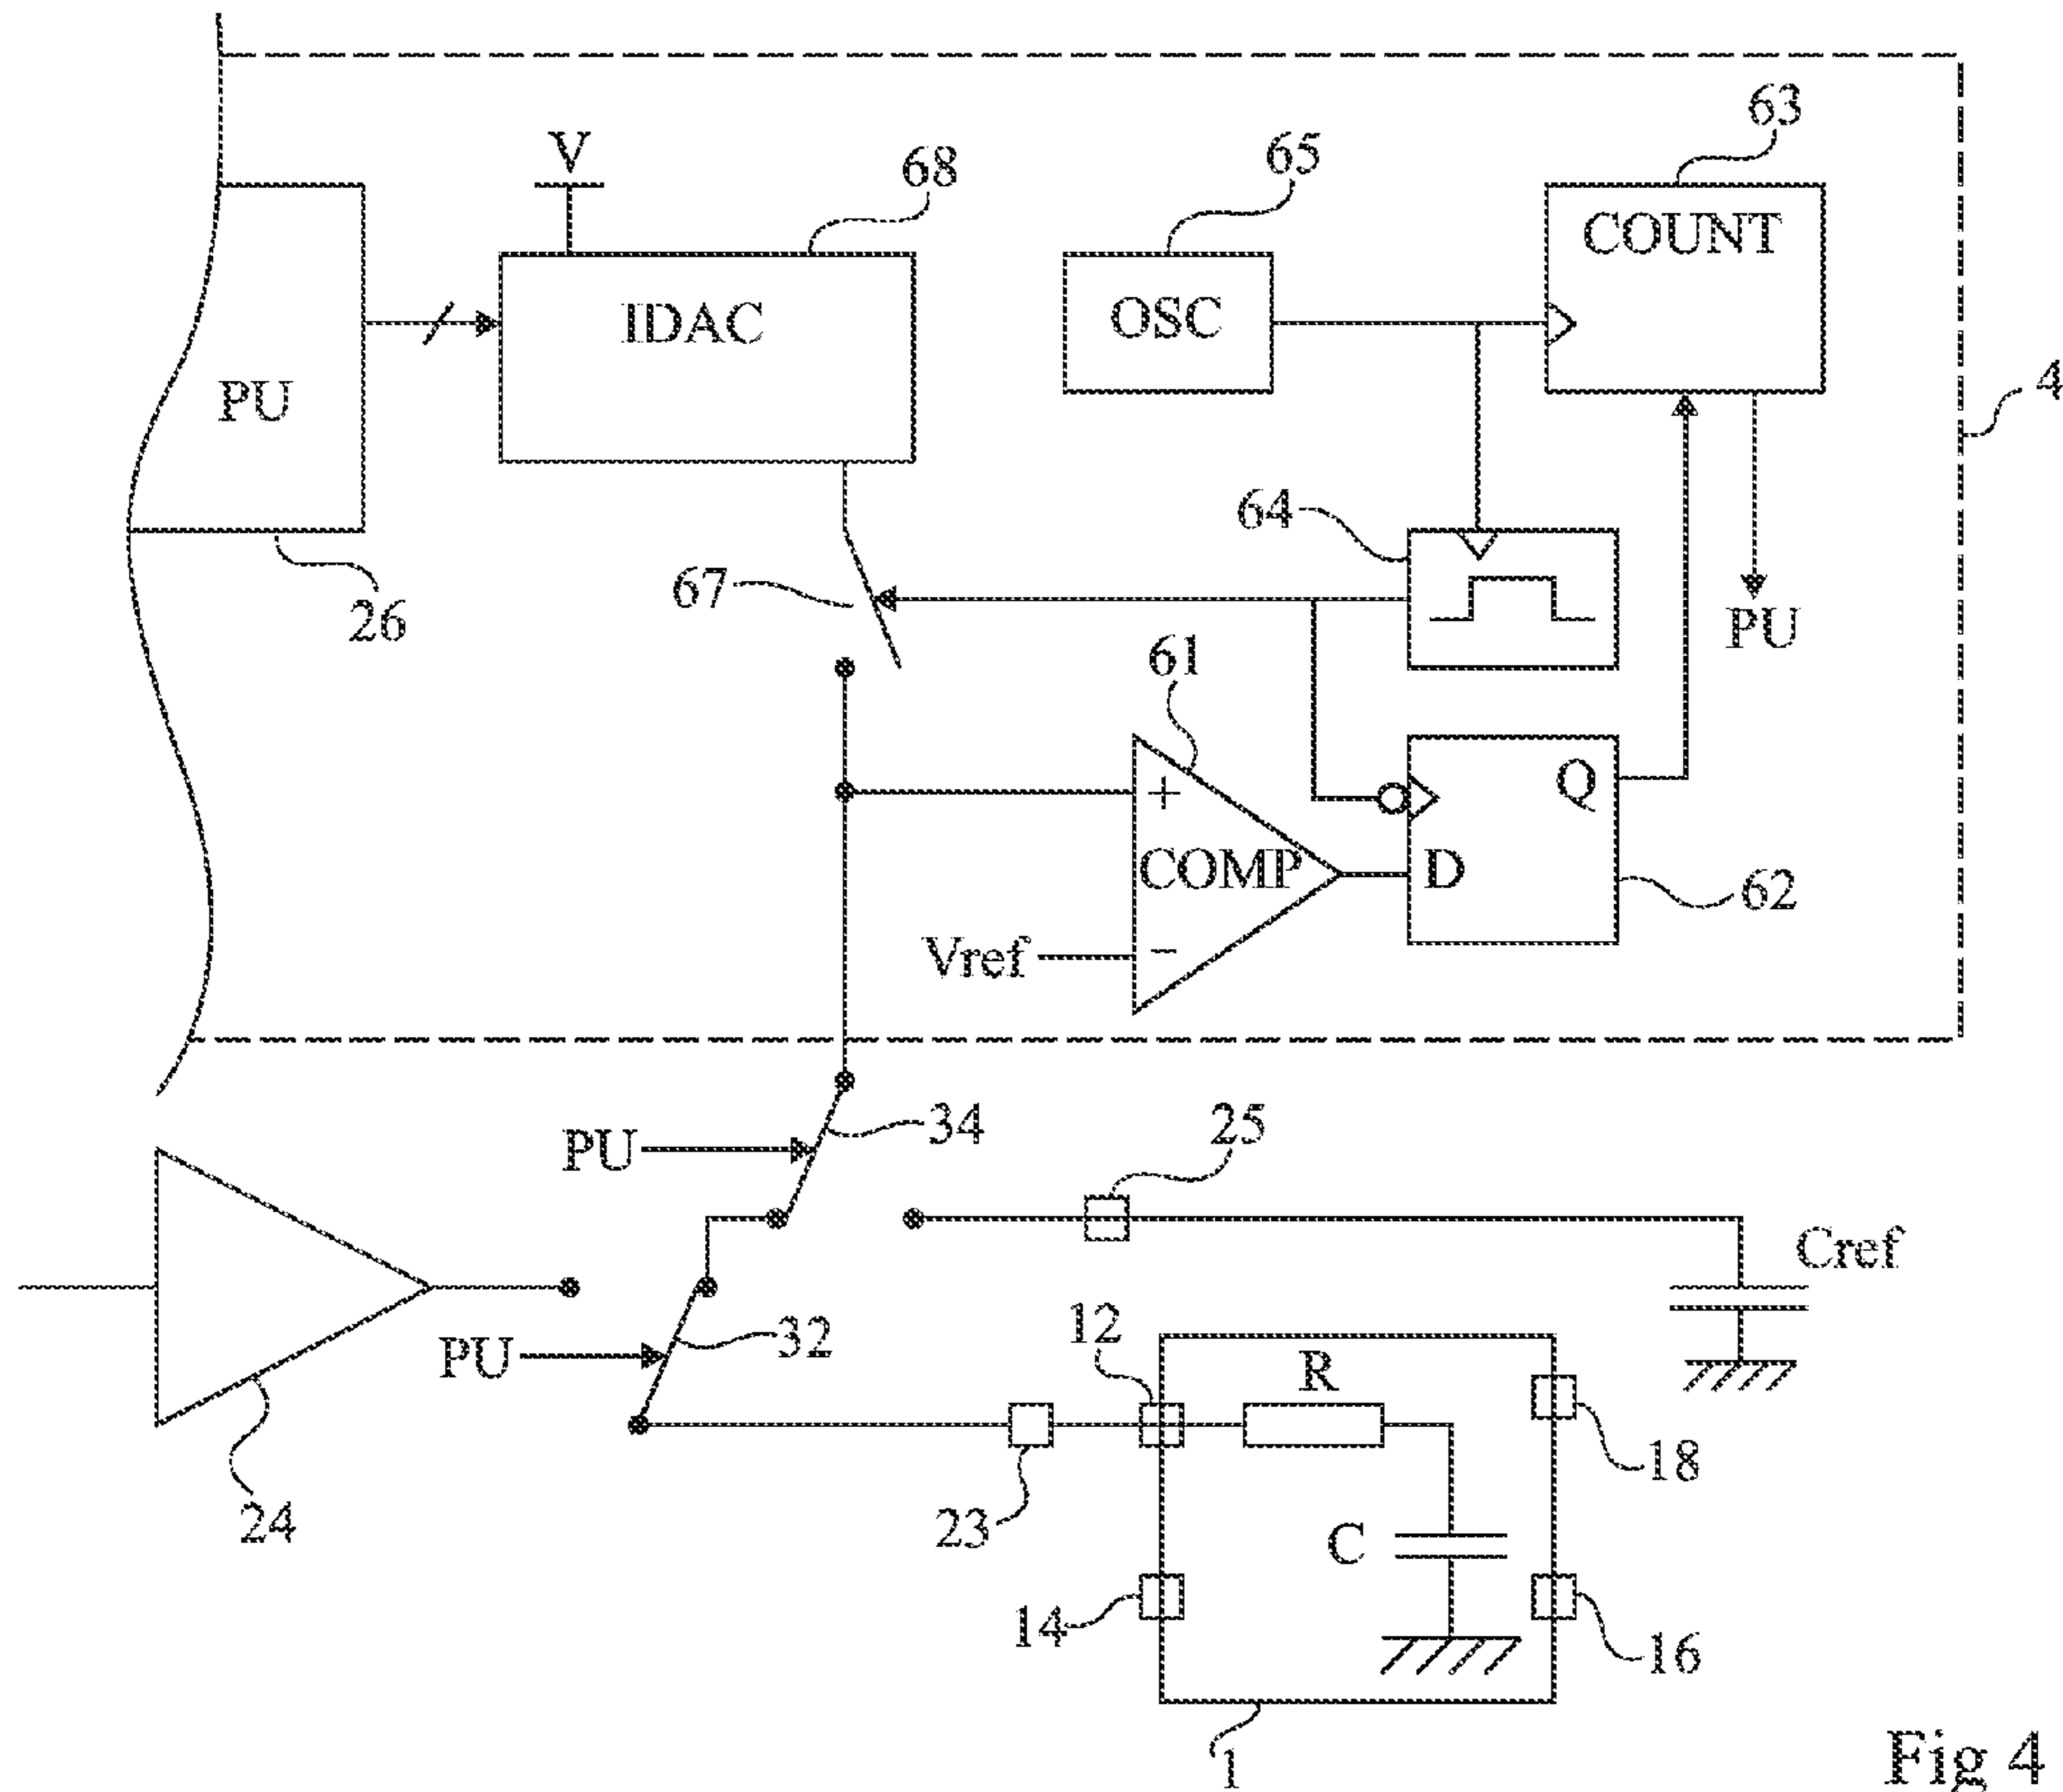 63
65
V
68
COUNT
IDAC
OSC
4
PU
64
67
26
PU
61
+
Q
COMP
D
62
Vref
−
34
25
PU
Cref
12
32
PU
R
18
24
23
C
14
16
1
Fig 4